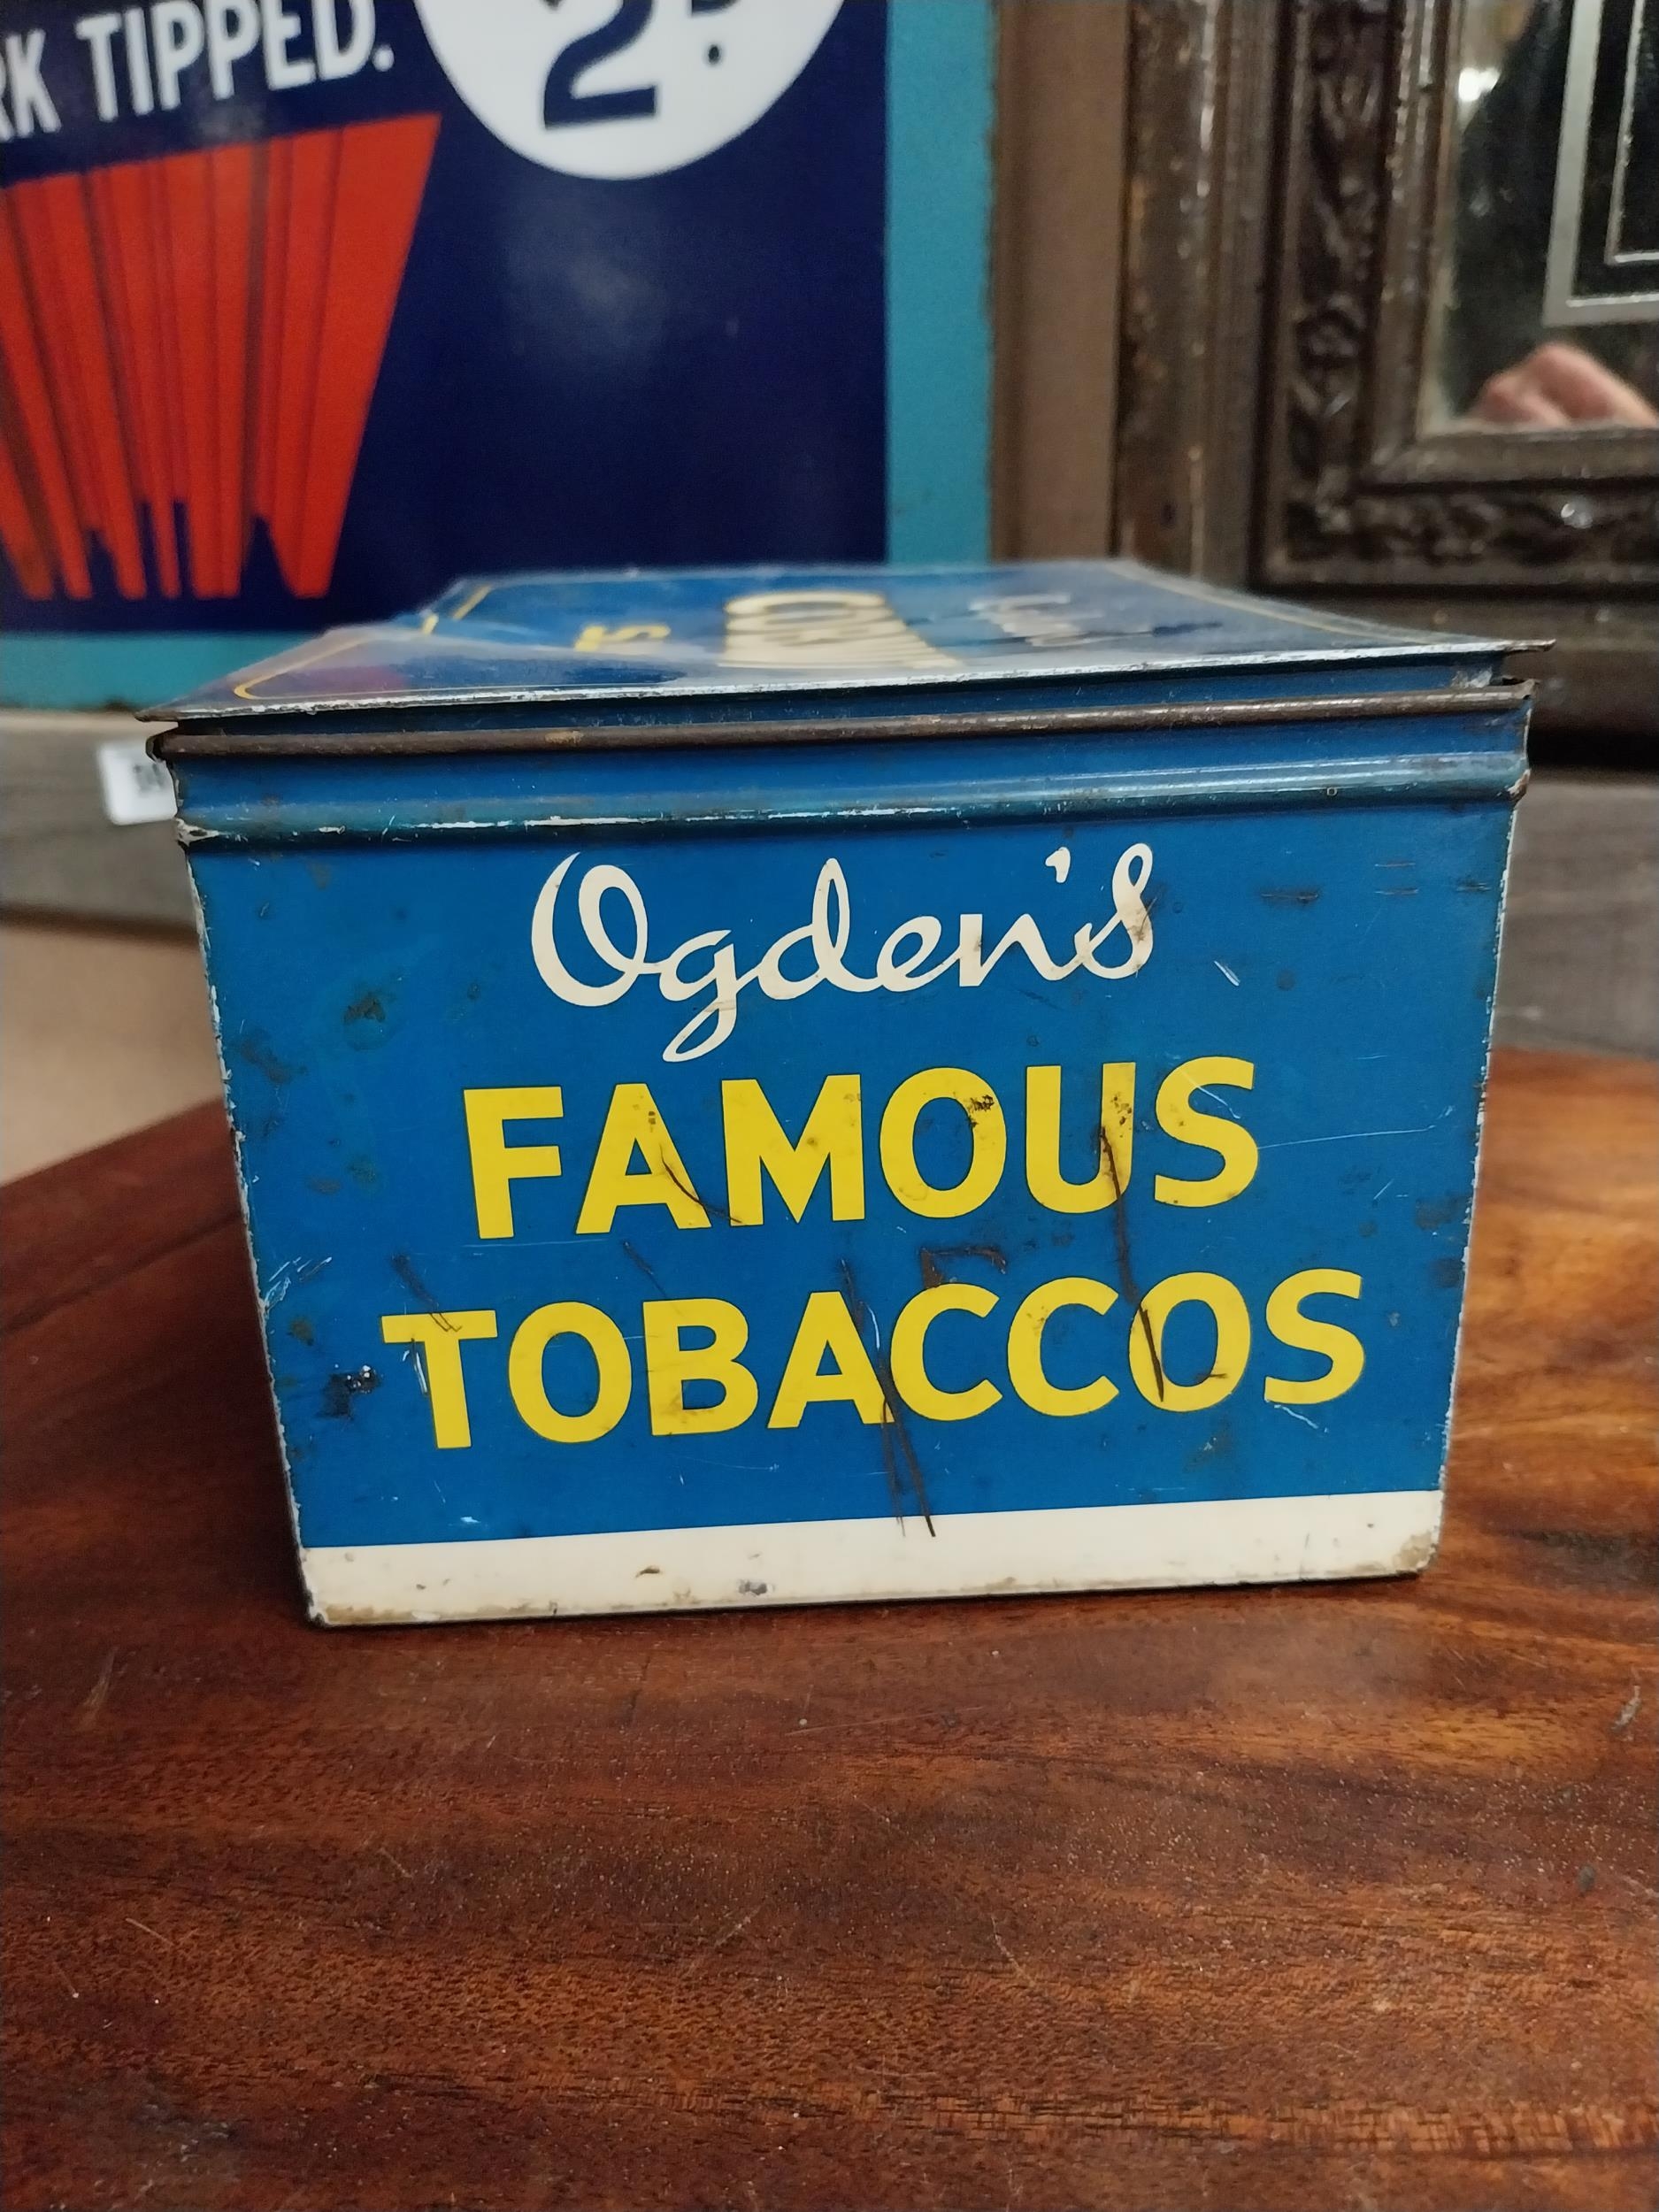 RK TIPPED.
2
Ogden's
FAMOUS
TOBACCOS